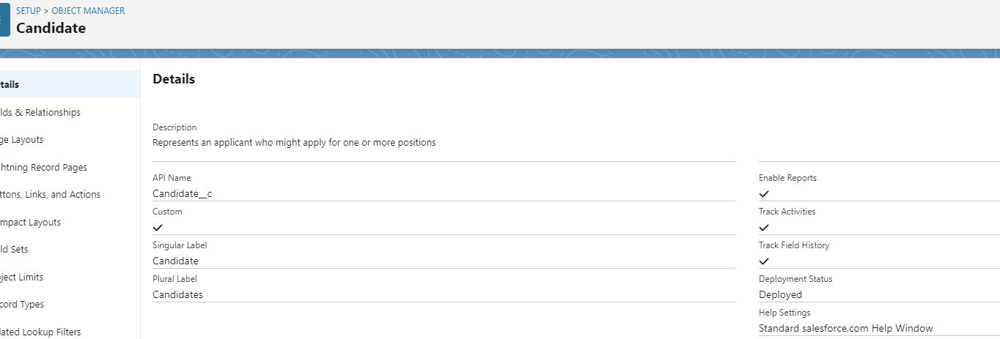 SETUP > OBJECT MANAGER
Candidate
tails
lds & Relationships
ge Layouts
htning Record Pages
ttons, Links, and Actions
mpact Layouts
ld Sets
ject Limits
cord Types
lated Lookup Filters
Details
Description
Represents an applicant who might apply for one or more positions
API Name
Candidate__c
Custom
Singular Label
Candidate
Plural Label
Candidates
Enable Reports
Track Activities
Track Field History
Deployment Status
Deployed
Help Settings
Standard salesforce.com Help Window